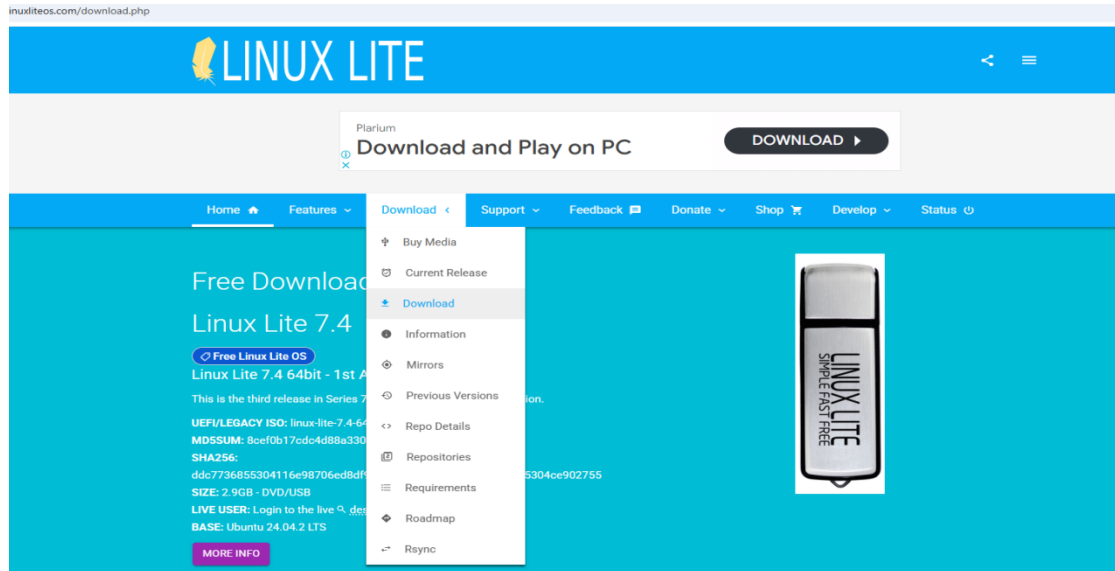 inuxliteos.com/download.php
LINUX LITE
Plarium
Download and Play on PC
DOWNLOAD
Home Features Download Support Feedback Donate Shop Develop Status
Buy Media
Current Release
Download
Information
Mirrors
Previous Versions
Repo Details
Repositories
Requirements
Roadmap
Rsync
Free Download
Linux Lite 7.4
Free Linux Lite OS
Linux Lite 7.4 64bit - 1st A
This is the third release in Series 7 ion.
UEFI/LEGACY ISO: linux-lite-7.4-64
MD5SUM: 8cef0b17cdc4d88a330
SHA256:
ddc7736855304116e98706ed8df9 5304ce902755
SIZE: 2.9GB - DVD/USB
LIVE USER: Login to the live
BASE: Ubuntu 24.04.2 LTS
MORE INFO
LINUX LITE
SIMPLE FAST FREE